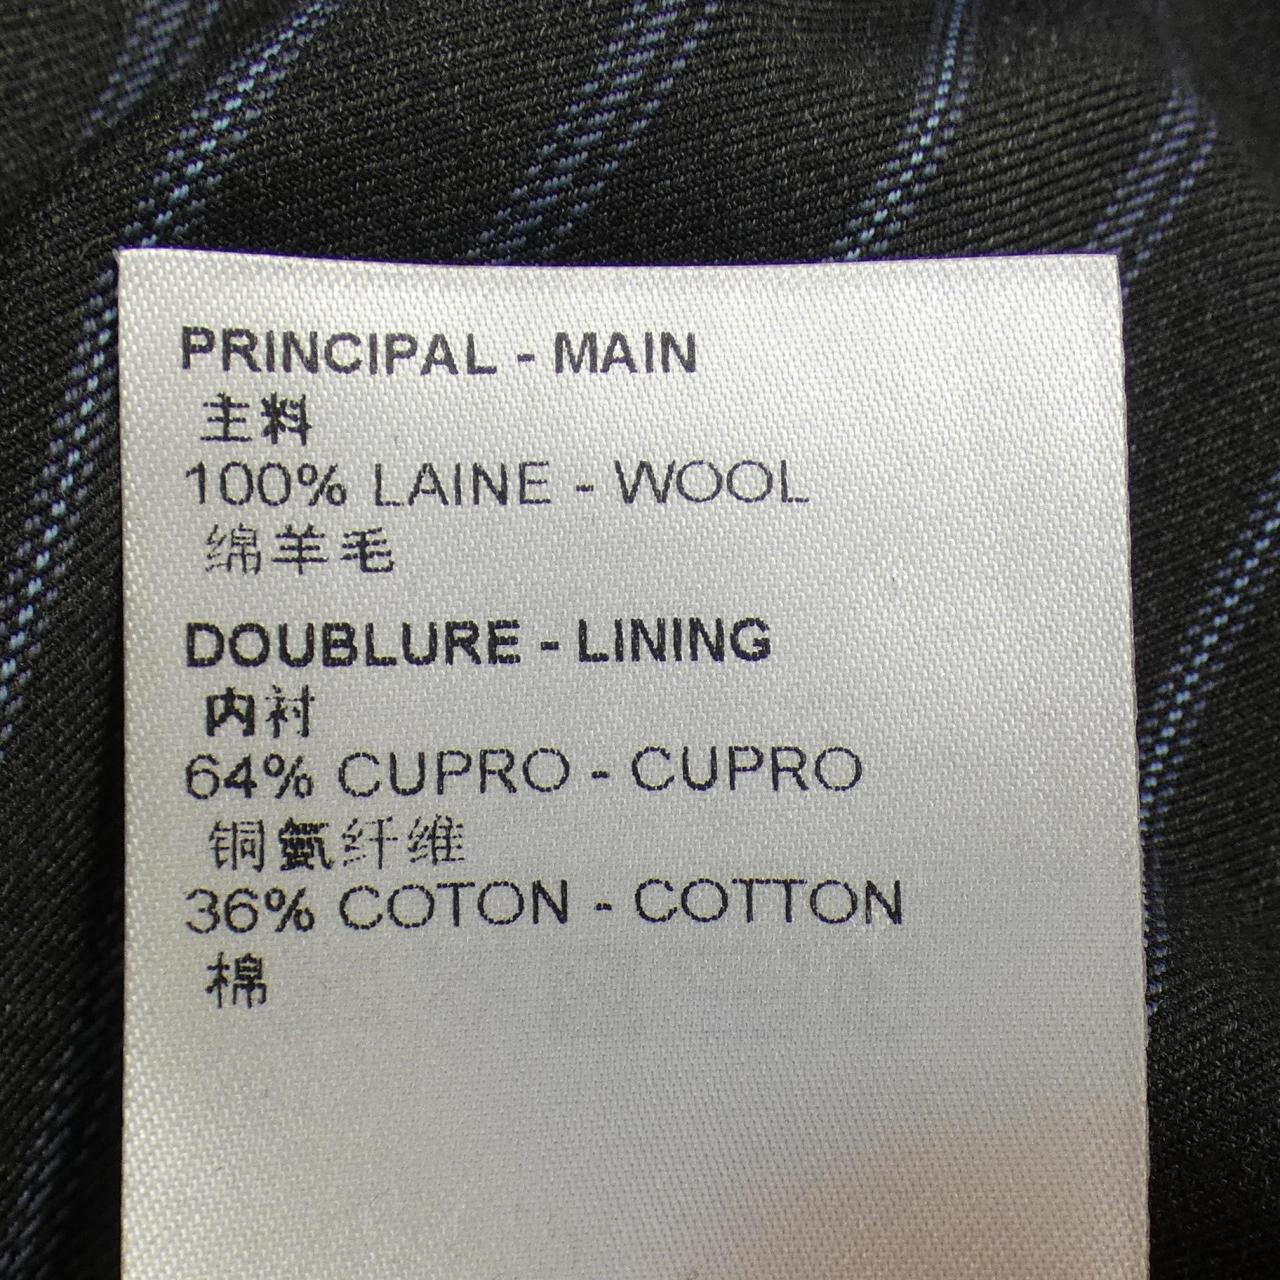 PRINCIPAL - MAIN
主料
100% LAINE - WOOL
绵羊毛
DOUBLURE - LINING
内衬
64% CUPRO - CUPRO
铜氨纤维
36% COTON - COTTON
棉